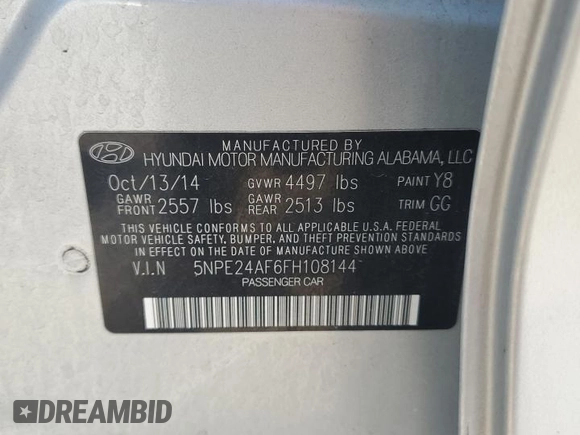 MANUFACTURED BY
HYUNDAI MOTOR MANUFACTURING ALABAMA, LLC
Oct/13/14 GVWR 4497 lbs PAINT Y8
GAWR FRONT 2557 lbs GAWR REAR 2513 lbs TRIM GG
THIS VEHICLE CONFORMS TO ALL APPLICABLE U.S.A. FEDERAL
MOTOR VEHICLE SAFETY, BUMPER, AND THEFT PREVENTION STANDARDS
IN EFFECT ON THE DATE OF MANUFACTURE SHOWN ABOVE.
V.I.N 5NPE24AF6FH108144
PASSENGER CAR
DREAMBID